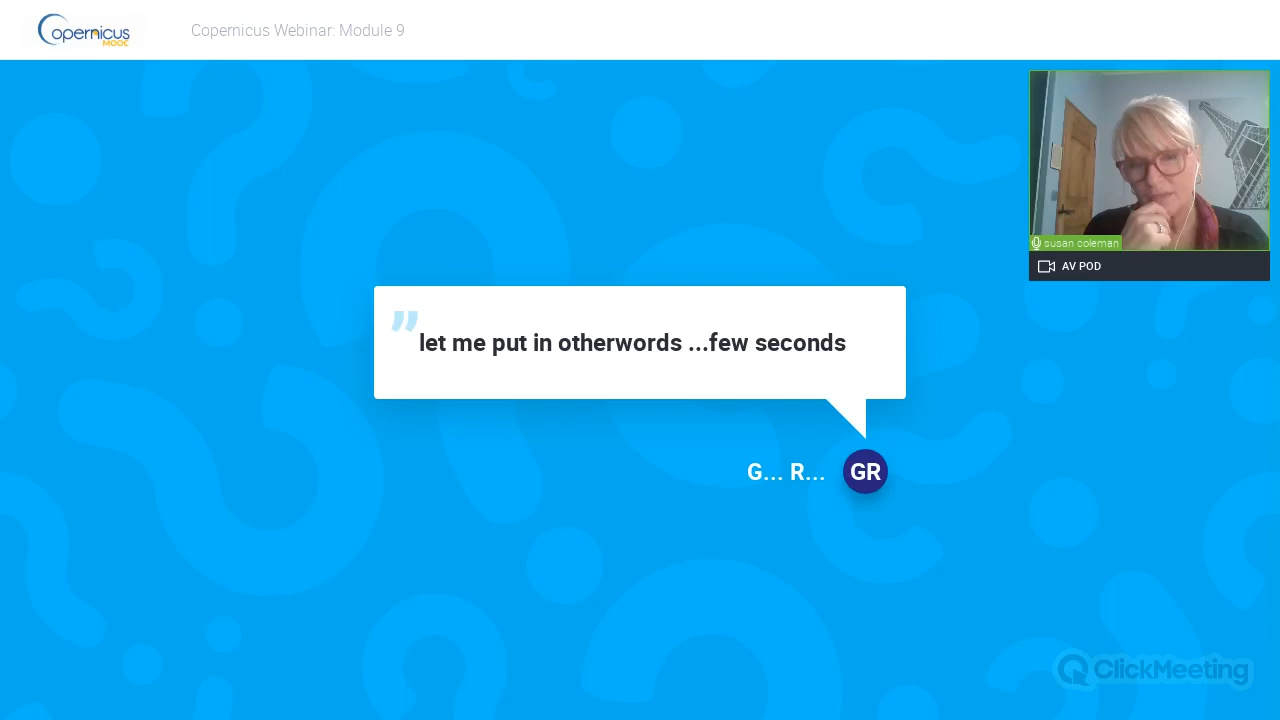 Copernicus
MOOC
Copernicus Webinar: Module 9
susan coleman
AV POD
” let me put in otherwords ...few seconds
G... R... GR
ClickMeeting